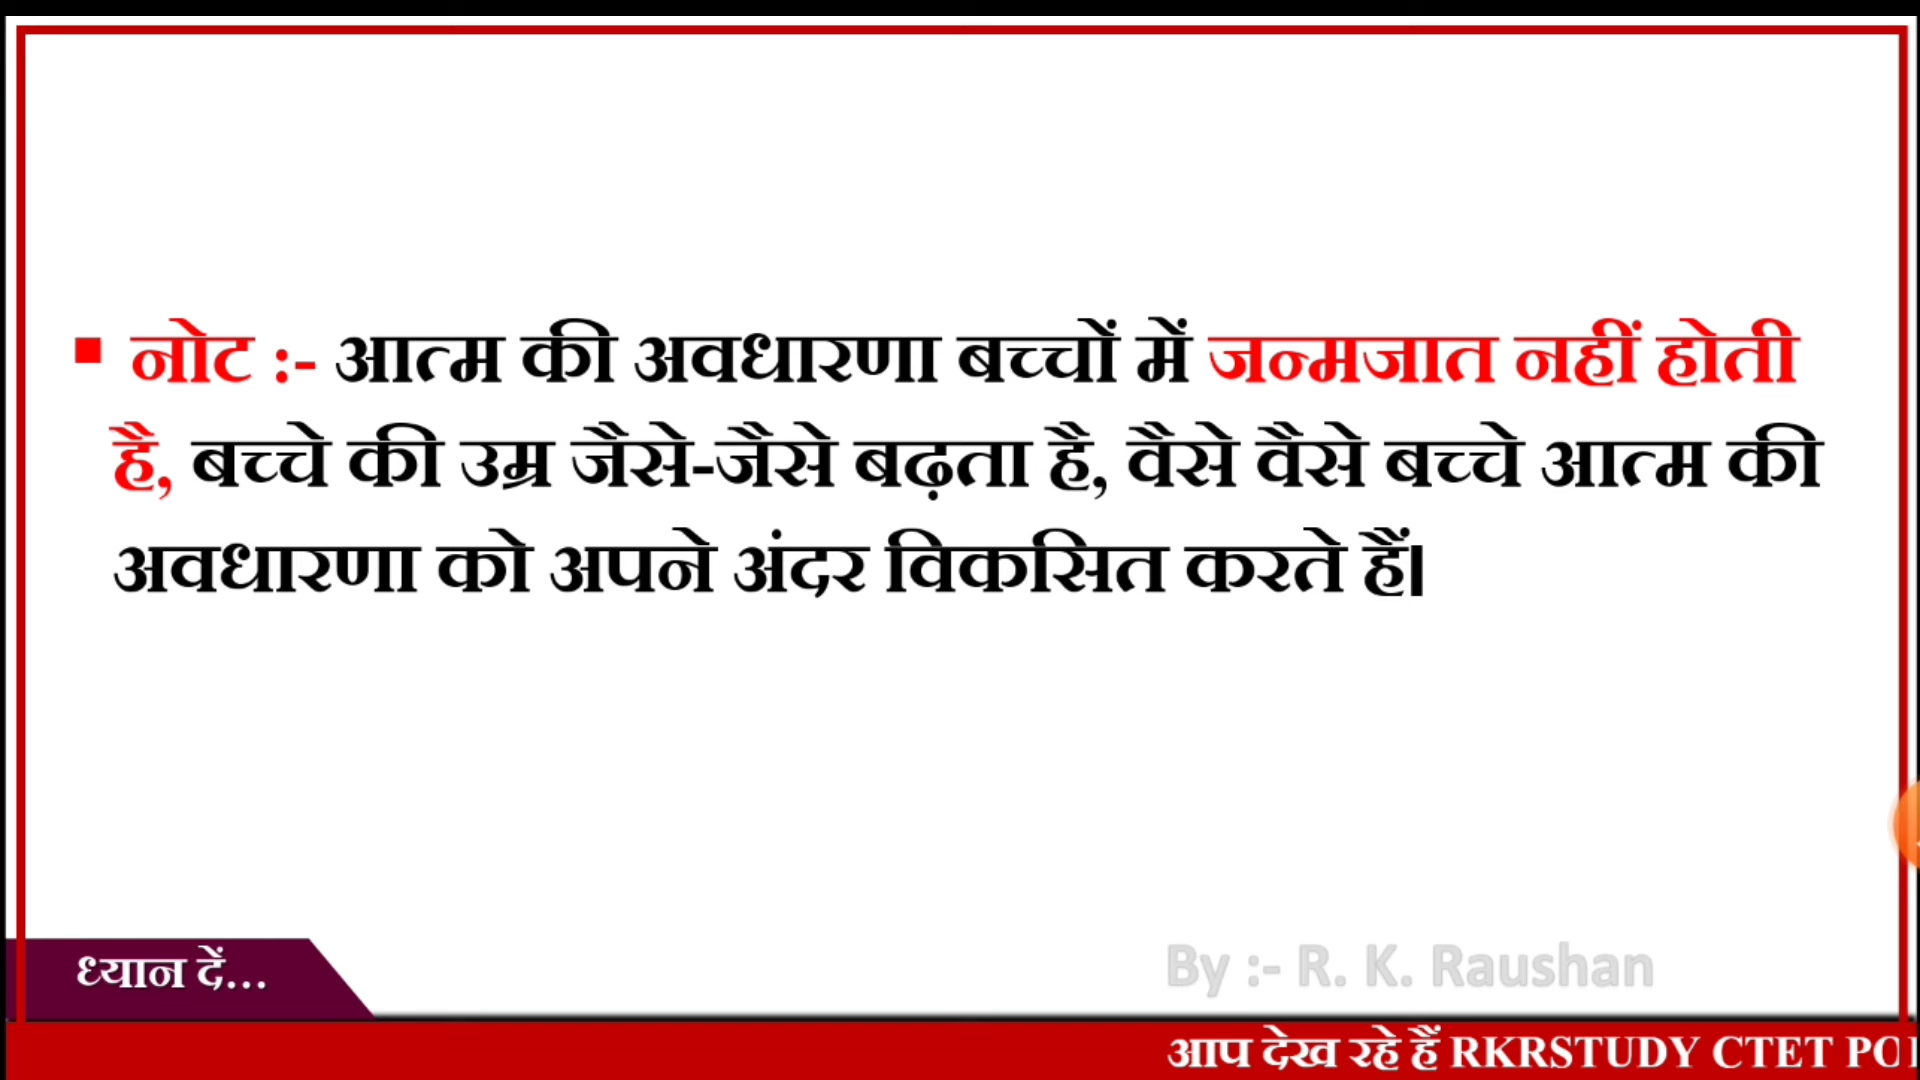 ▪ नोट :- आत्म की अवधारणा बच्चों में जन्मजात नहीं होती
है, बच्चे की उम्र जैसे-जैसे बढ़ता है, वैसे वैसे बच्चे आत्म की
अवधारणा को अपने अंदर विकसित करते हैं।
ध्यान दें...
By :- R. K. Raushan
आप देख रहे हैं RKRSTUDY CTET